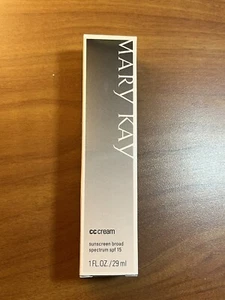 MARY KAY
cc cream
sunscreen broad
spectrum spf 15
1 FL. OZ. / 29 ml